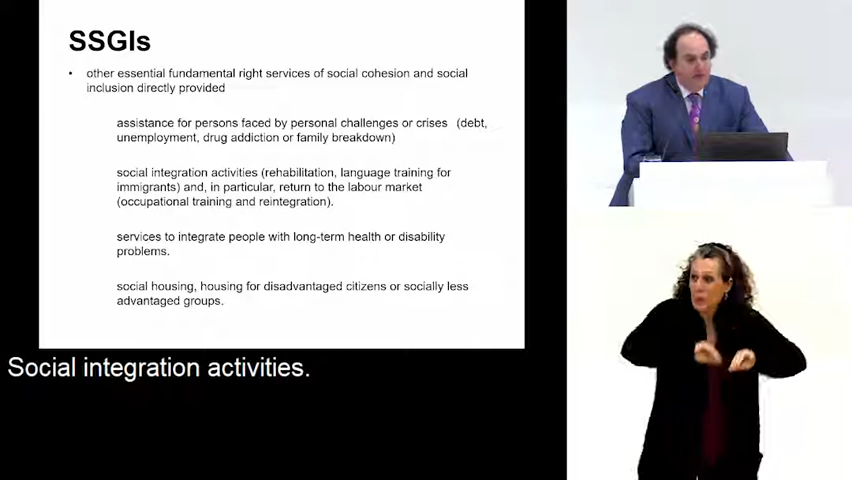 SSGIs
• other essential fundamental right services of social cohesion and social
inclusion directly provided
assistance for persons faced by personal challenges or crises (debt,
unemployment, drug addiction or family breakdown)
social integration activities (rehabilitation, language training for
immigrants) and, in particular, return to the labour market
(occupational training and reintegration).
services to integrate people with long-term health or disability
problems.
social housing, housing for disadvantaged citizens or socially less
advantaged groups.
Social integration activities.